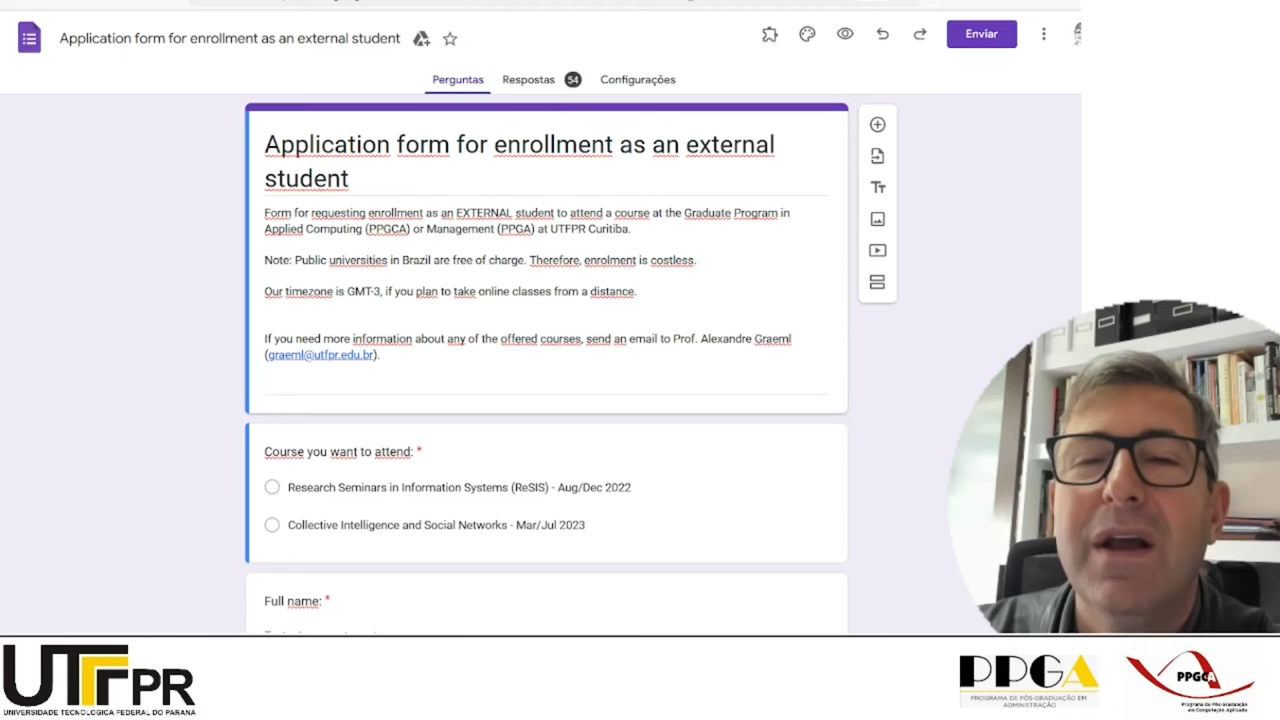 Application form for enrollment as an external student
Enviar
Perguntas
Respostas
54
Configurações
Application form for enrollment as an external
student
Form for requesting enrollment as an EXTERNAL student to attend a course at the Graduate Program in
Applied Computing (PPGCA) or Management (PPGA) at UTFPR Curitiba.
Note: Public universities in Brazil are free of charge. Therefore, enrolment is costless.
Our timezone is GMT-3, if you plan to take online classes from a distance.
If you need more information about any of the offered courses, send an email to Prof. Alexandre Graeml
(graeml@utfpr.edu.br).
Course you want to attend: *
Research Seminars in Information Systems (ReSIS) - Aug/Dec 2022
Collective Intelligence and Social Networks - Mar/Jul 2023
Full name: *
UTFPR
UNIVERSIDADE TECNOLÓGICA FEDERAL DO PARANÁ
PPGA
PROGRAMA DE PÓS-GRADUAÇÃO EM
ADMINISTRAÇÃO
PPGCA
Programa de Pós-Graduação
em Computação Aplicada